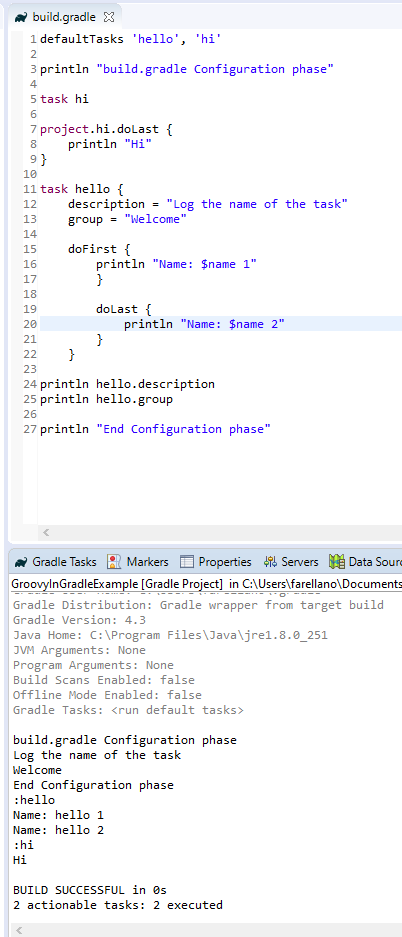 build.gradle
1 defaultTasks 'hello', 'hi'
2
3 println "build.gradle Configuration phase"
4
5 task hi
6
7 project.hi.doLast {
8     println "Hi"
9 }
10
11 task hello {
12     description = "Log the name of the task"
13     group = "Welcome"
14
15     doFirst {
16         println "Name: $name 1"
17         }
18
19         doLast {
20             println "Name: $name 2"
21         }
22     }
23
24 println hello.description
25 println hello.group
26
27 println "End Configuration phase"
Gradle Tasks Markers Properties Servers Data Sour
GroovyInGradleExample [Gradle Project] in C:\Users\farellano\Documents
Gradle Distribution: Gradle wrapper from target build
Gradle Version: 4.3
Java Home: C:\Program Files\Java\jre1.8.0_251
JVM Arguments: None
Program Arguments: None
Build Scans Enabled: false
Offline Mode Enabled: false
Gradle Tasks: <run default tasks>
build.gradle Configuration phase
Log the name of the task
Welcome
End Configuration phase
:hello
Name: hello 1
Name: hello 2
:hi
Hi
BUILD SUCCESSFUL in 0s
2 actionable tasks: 2 executed